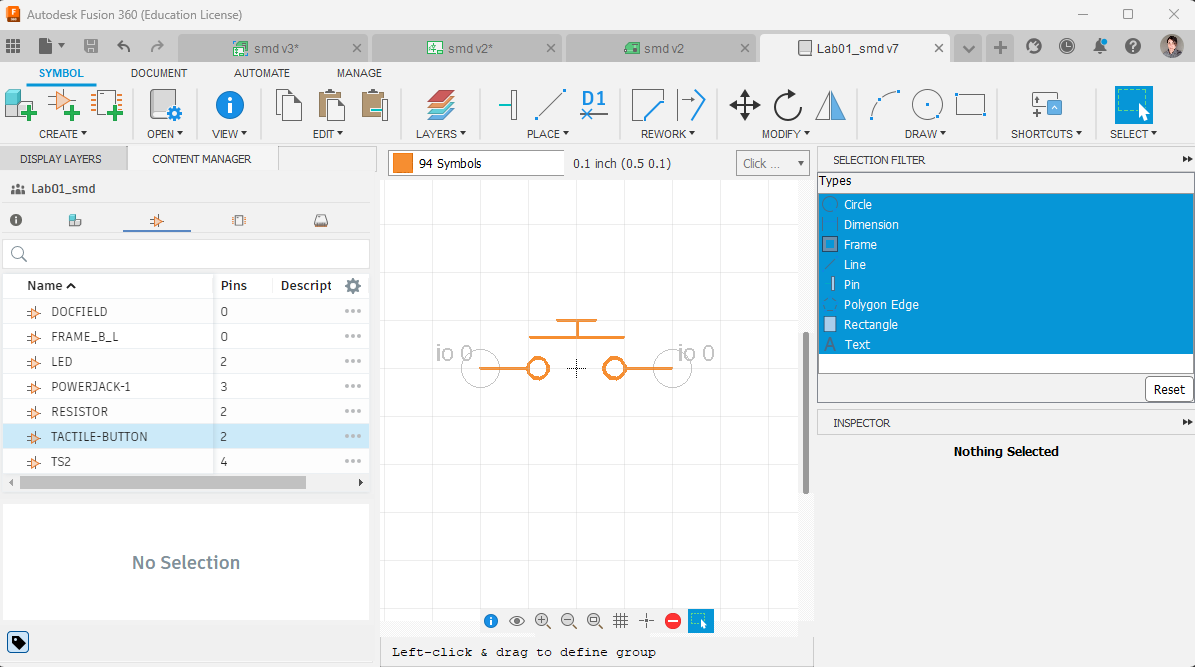 Autodesk Fusion 360 (Education License)
smd v3*
smd v2*
smd v2
Lab01_smd v7
SYMBOL
DOCUMENT
AUTOMATE
MANAGE
D1
CREATE
OPEN
VIEW
EDIT
LAYERS
PLACE
REWORK
MODIFY
DRAW
SHORTCUTS
SELECT
DISPLAY LAYERS
CONTENT MANAGER
94 Symbols
0.1 inch (0.5 0.1)
Click ...
SELECTION FILTER
Lab01_smd
Types
Circle
Dimension
Frame
Line
Pin
Polygon Edge
Rectangle
Text
Reset
INSPECTOR
Nothing Selected
Name Pins Descript
DOCFIELD 0
FRAME_B_L 0
LED 2
POWERJACK-1 3
RESISTOR 2
TACTILE-BUTTON 2
TS2 4
No Selection
io 0
io 0
Left-click & drag to define group